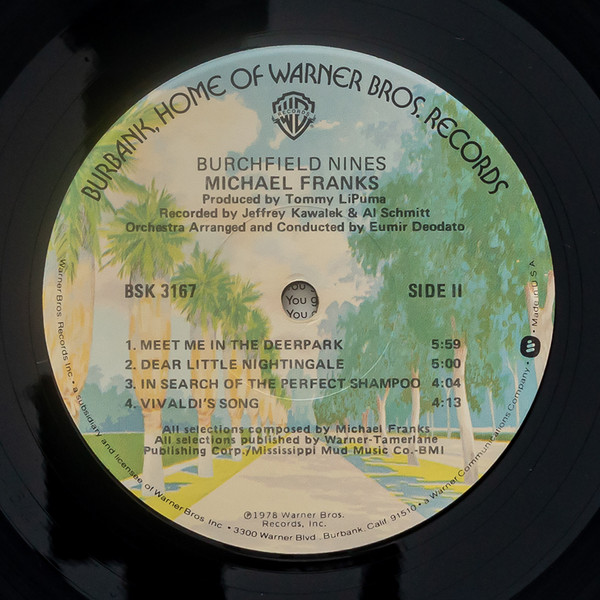 BURBANK, HOME OF WARNER BROS. RECORDS
WB
RECORDS
BURCHFIELD NINES
MICHAEL FRANKS
Produced by Tommy LiPuma
Recorded by Jeffrey Kawalek & Al Schmitt
Orchestra Arranged and Conducted by Eumir Deodato
BSK 3167
SIDE II
You
You
1. MEET ME IN THE DEERPARK 5:59
2. DEAR LITTLE NIGHTINGALE 5:00
3. IN SEARCH OF THE PERFECT SHAMPOO 4:04
4. VIVALDI'S SONG 4:13
All selections composed by Michael Franks
All selections published by Warner-Tamerlane
Publishing Corp./Mississippi Mud Music Co.-BMI
℗1978 Warner Bros.
Records, Inc.
Warner Bros. Records Inc. • a subsidiary and licensee of Warner Bros. Inc. • 3300 Warner Blvd., Burbank, Calif. 91510 • a Warner Communications Company • Made in U.S.A.